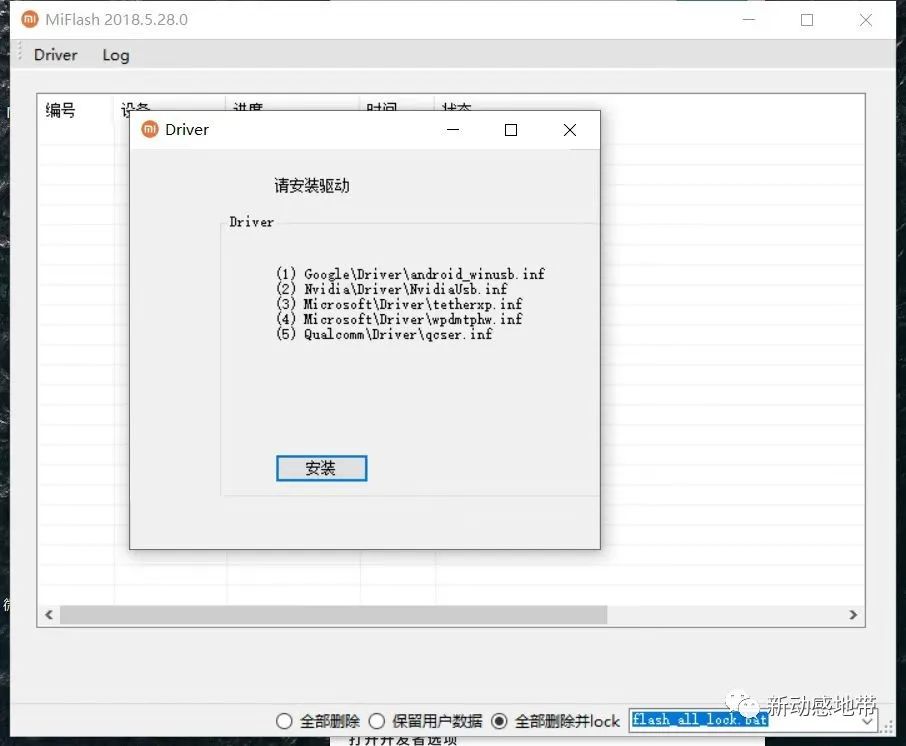 MiFlash 2018.5.28.0
Driver Log
编号 设备 进度 时间 状态
Driver
请安装驱动
Driver
(1) Google\Driver\android_winusb.inf
(2) Nvidia\Driver\NvidiaUsb.inf
(3) Microsoft\Driver\tetherxp.inf
(4) Microsoft\Driver\wpdmtphw.inf
(5) Qualcomm\Driver\qcser.inf
安装
全部删除 保留用户数据 全部删除并lock flash_all_lock.bat
新动感地带
打开开发者选项